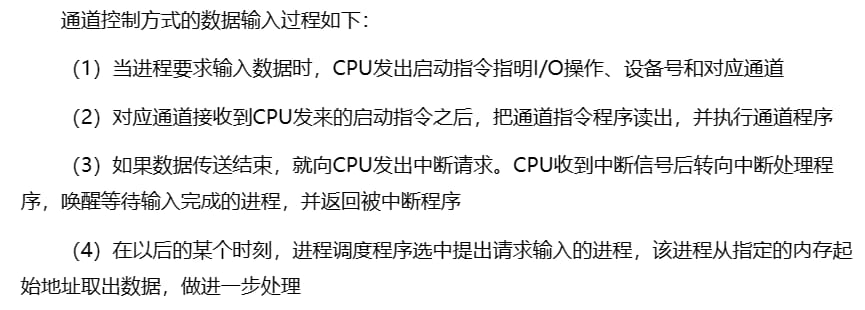 通道控制方式的数据输入过程如下：
（1）当进程要求输入数据时，CPU发出启动指令指明I/O操作、设备号和对应通道
（2）对应通道接收到CPU发来的启动指令之后，把通道指令程序读出，并执行通道程序
（3）如果数据传送结束，就向CPU发出中断请求。CPU收到中断信号后转向中断处理程
序，唤醒等待输入完成的进程，并返回被中断程序
（4）在以后的某个时刻，进程调度程序选中提出请求输入的进程，该进程从指定的内存起
始地址取出数据，做进一步处理